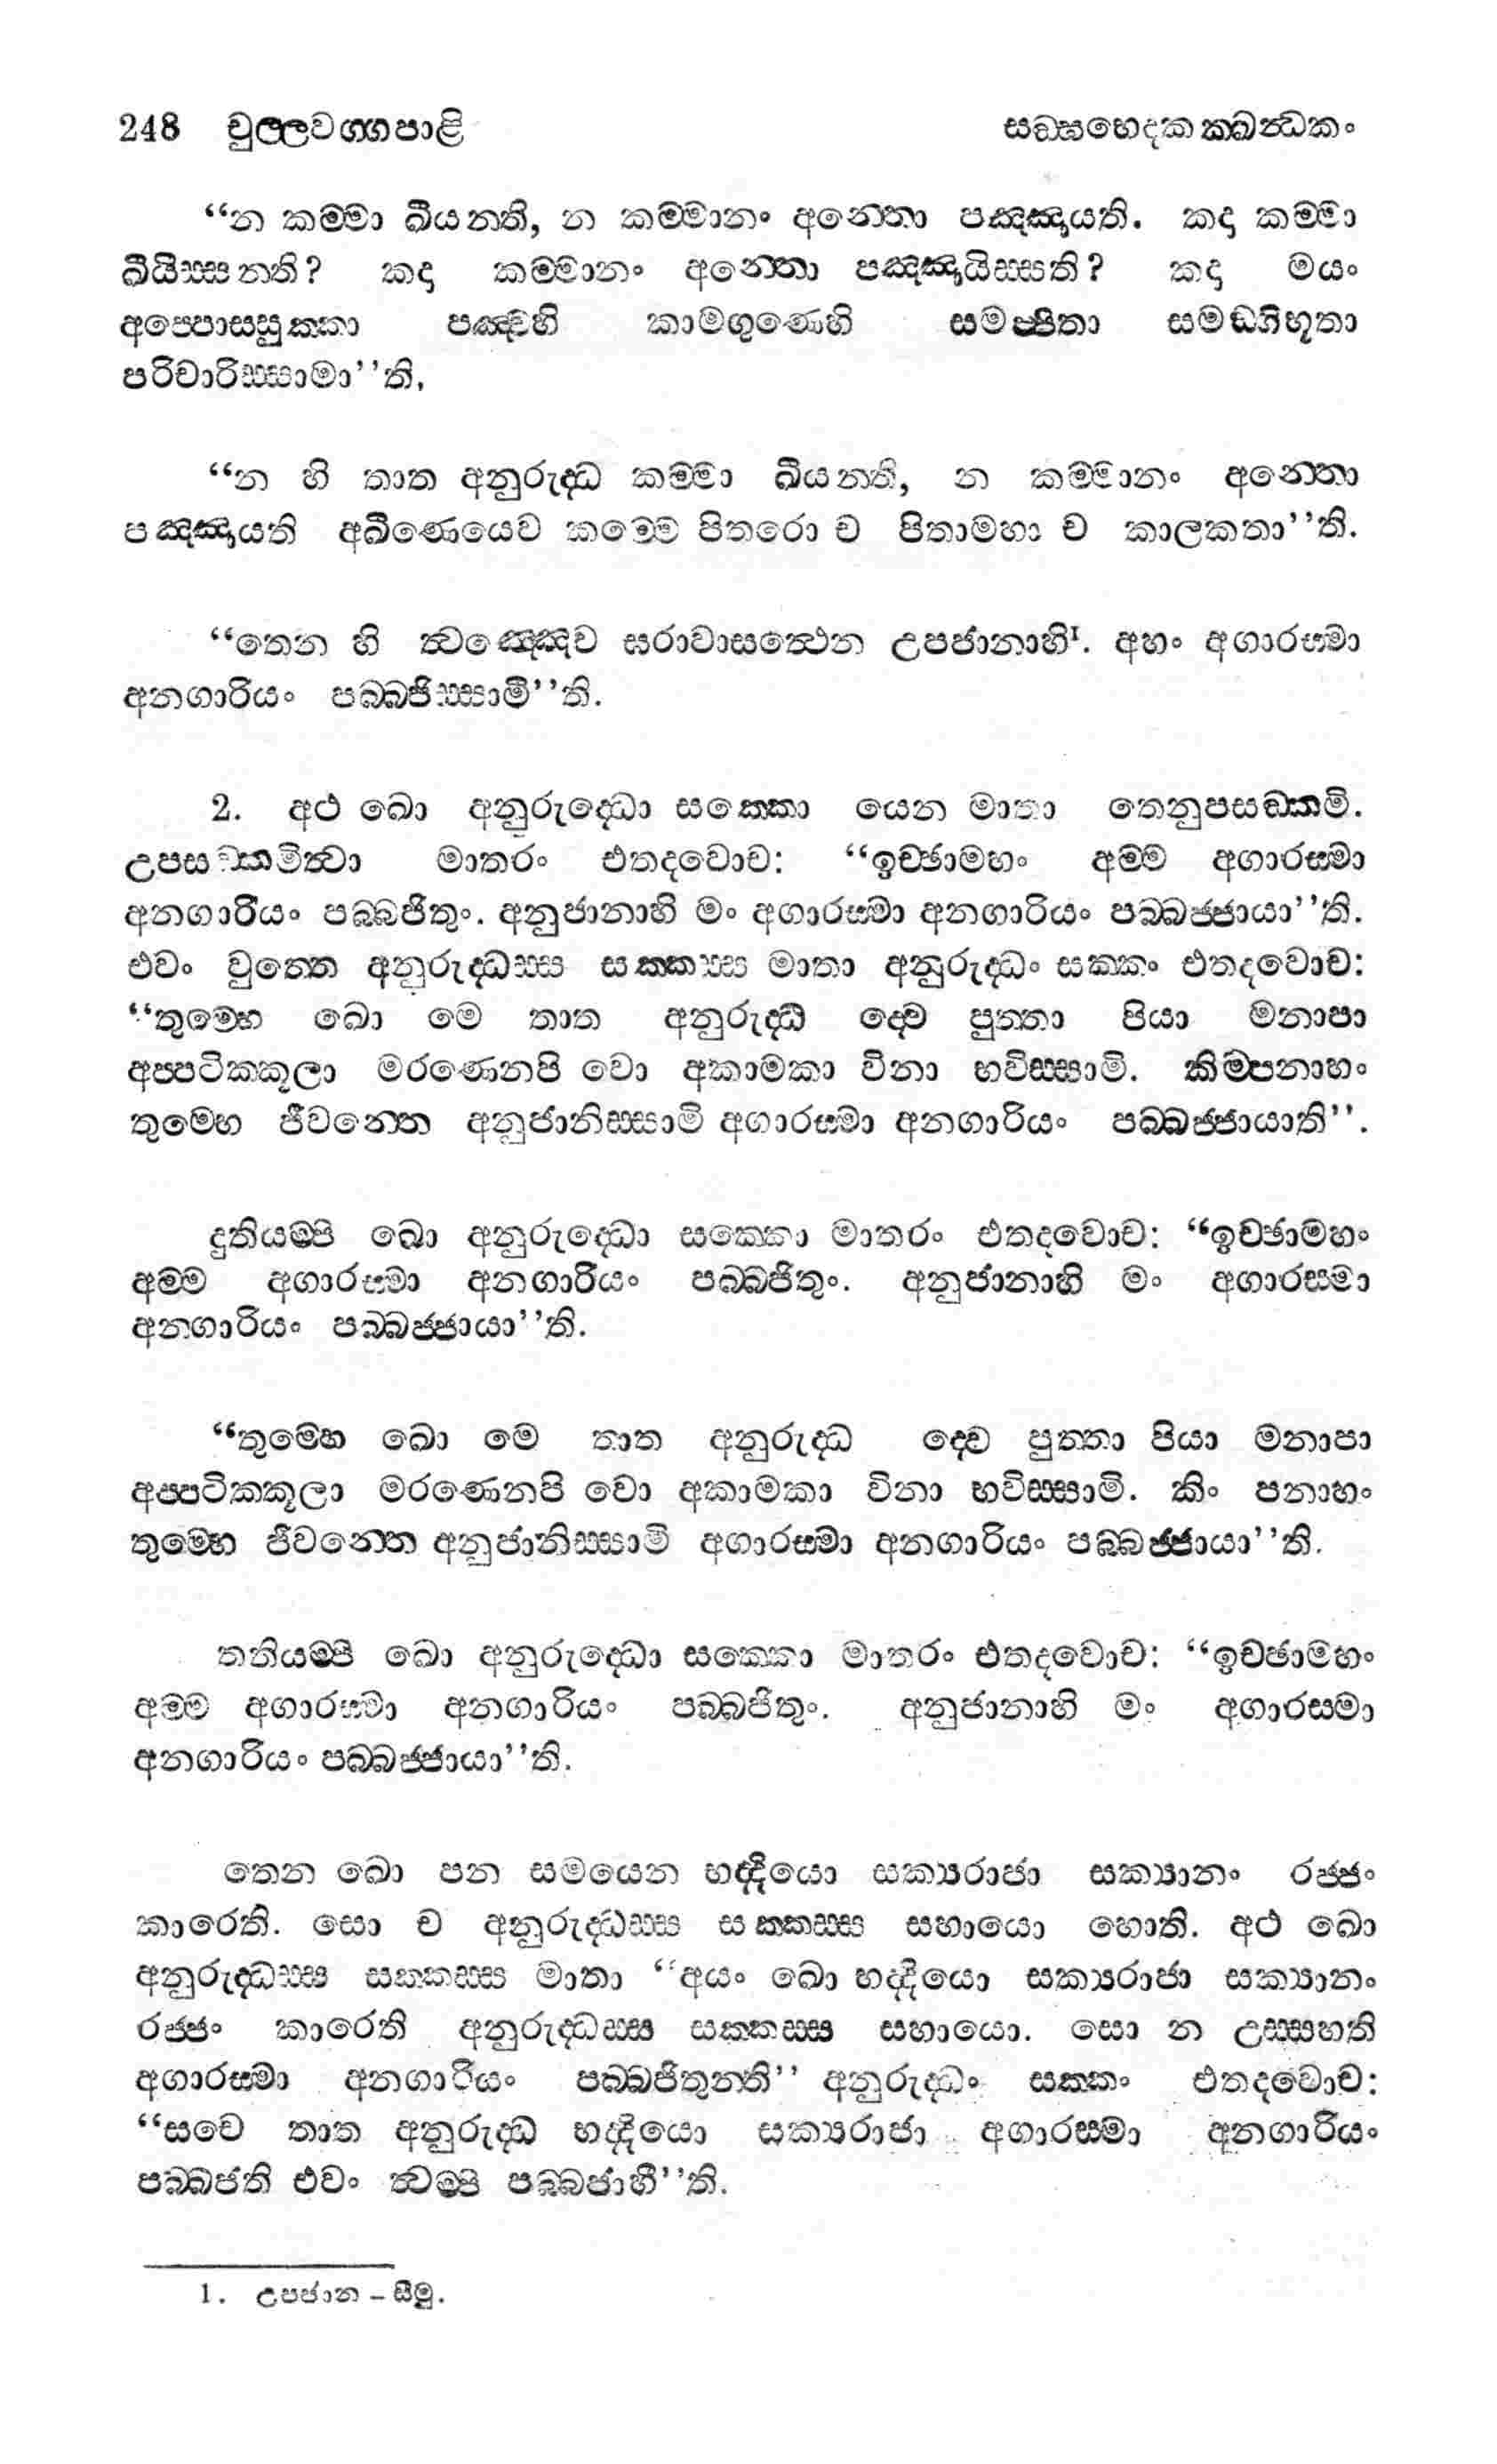 248 චුල්ලවග්ගපාළි සඞ්ඝභෙදකක්ඛන්ධකං
“න කම්මා ඛීයන්ති, න කම්මානං අන්තො පඤ්ඤායති. කදා කම්මා
ඛීයිස්සන්ති? කදා කම්මානං අන්තො පඤ්ඤායිස්සති? කදා මයං
අප්පොස්සුක්කා පඤ්චහි කාමගුණෙහි සමප්පිතා සමඞ්ගිභූතා
පරිචාරිස්සාමා’’ති,
“න හි තාත අනුරුද්ධ කම්මා ඛීයන්ති, න කම්මානං අන්තො
පඤ්ඤායති අඛීණෙයෙව කම්මෙ පිතරො ච පිතාමහා ච කාලකතා’’ති.
“තෙන හි ත්වඤ්ඤෙව ඝරාවාසත්ථෙන උපජානාහි1. අහං අගාරස්මා
අනගාරියං පබ්බජිස්සාමී’’ති.
2. අථ ඛො අනුරුද්ධො සක්කො යෙන මාතා තෙනුපසඞ්කමි.
උපසඞ්කමිත්වා මාතරං එතදවොච: “ඉච්ඡාමහං අම්ම අගාරස්මා
අනගාරියං පබ්බජිතුං. අනුජානාහි මං අගාරස්මා අනගාරියං පබ්බජ්ජායා’’ති.
එවං වුත්තෙ අනුරුද්ධස්ස සක්කස්ස මාතා අනුරුද්ධං සක්කං එතදවොච:
“තුම්හෙ ඛො මෙ තාත අනුරුද්ධ ද්වෙ පුත්තා පියා මනාපා
අප්පටික්කූලා මරණෙනපි වො අකාමකා විනා භවිස්සාමි. කිම්පනාහං
තුම්හෙ ජීවන්තෙ අනුජානිස්සාමි අගාරස්මා අනගාරියං පබ්බජ්ජායාති’’.
දුතියම්පි ඛො අනුරුද්ධො සක්කො මාතරං එතදවොච: “ඉච්ඡාමහං
අම්ම අගාරස්මා අනගාරියං පබ්බජිතුං. අනුජානාහි මං අගාරස්මා
අනගාරියං පබ්බජ්ජායා’’ති.
“තුම්හෙ ඛො මෙ තාත අනුරුද්ධ ද්වෙ පුත්තා පියා මනාපා
අප්පටික්කූලා මරණෙනපි වො අකාමකා විනා භවිස්සාමි. කිං පනාහං
තුම්හෙ ජීවන්තෙ අනුජානිස්සාමි අගාරස්මා අනගාරියං පබ්බජ්ජායා’’ති.
තතියම්පි ඛො අනුරුද්ධො සක්කො මාතරං එතදවොච: “ඉච්ඡාමහං
අම්ම අගාරස්මා අනගාරියං පබ්බජිතුං. අනුජානාහි මං අගාරස්මා
අනගාරියං පබ්බජ්ජායා’’ති.
තෙන ඛො පන සමයෙන භද්දියො සක්‍යරාජා සක්‍යානං රජ්ජං
කාරෙති. සො ච අනුරුද්ධස්ස සක්කස්ස සහායො හොති. අථ ඛො
අනුරුද්ධස්ස සක්කස්ස මාතා “අයං ඛො භද්දියො සක්‍යරාජා සක්‍යානං
රජ්ජං කාරෙති අනුරුද්ධස්ස සක්කස්ස සහායො. සො න උස්සහති
අගාරස්මා අනගාරියං පබ්බජිතුන්ති’’ අනුරුද්ධං සක්කං එතදවොච:
“සචෙ තාත අනුරුද්ධ භද්දියො සක්‍යරාජා අගාරස්මා අනගාරියං
පබ්බජති එවං ත්වම්පි පබ්බජාහී’’ති.
1. උපජාන – සීමු.